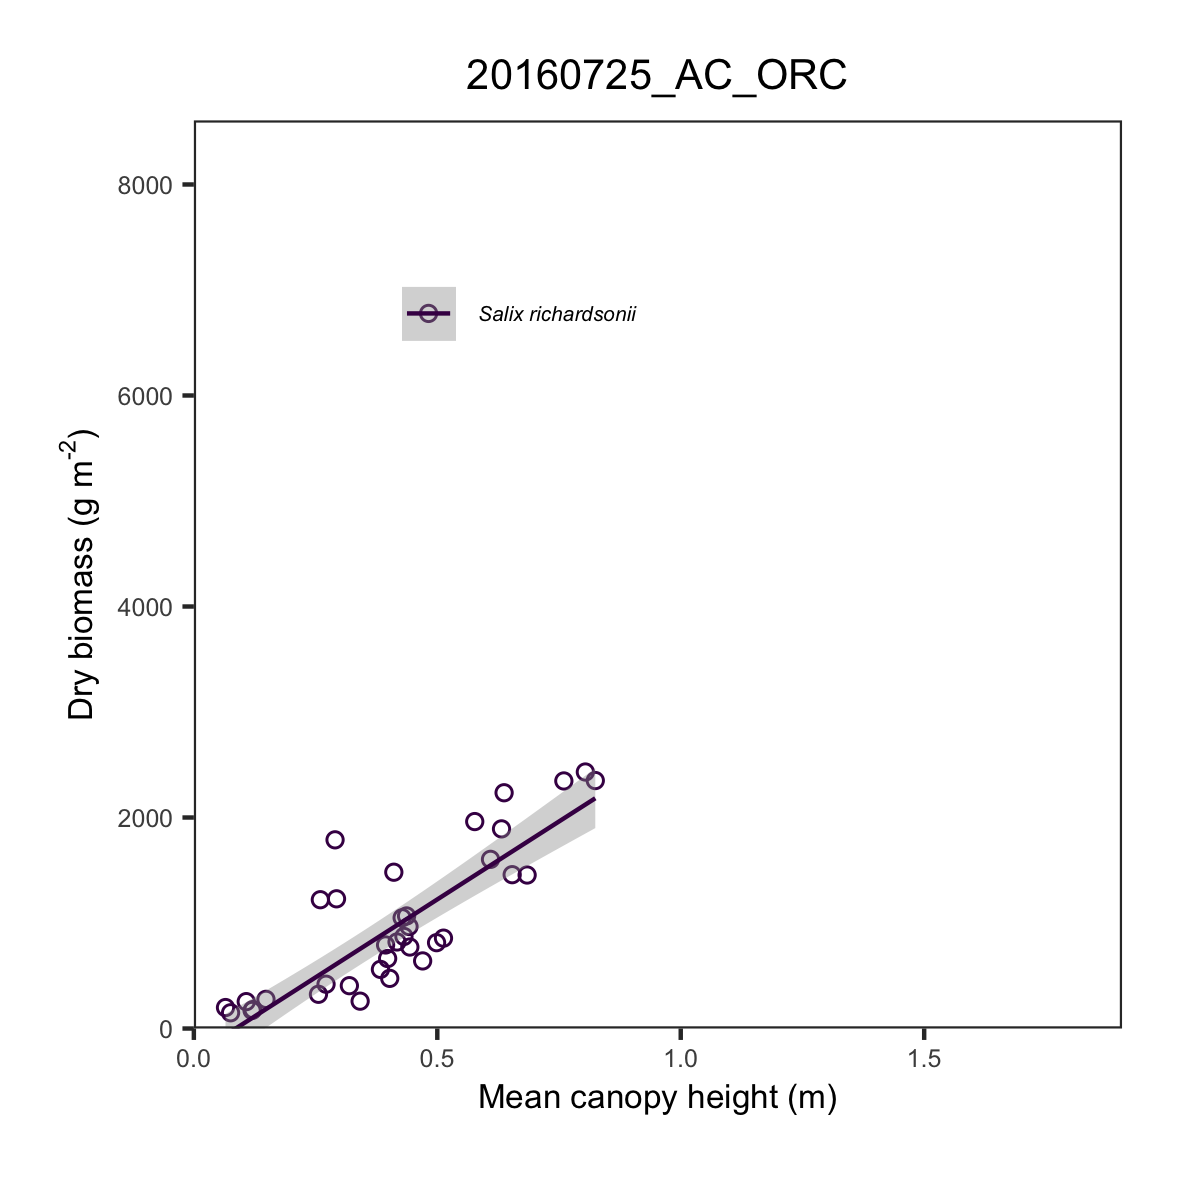 20160725_AC_ORC
8000
6000
4000
2000
0
Dry biomass (g m-2)
Salix richardsonii
0.0 0.5 1.0 1.5
Mean canopy height (m)